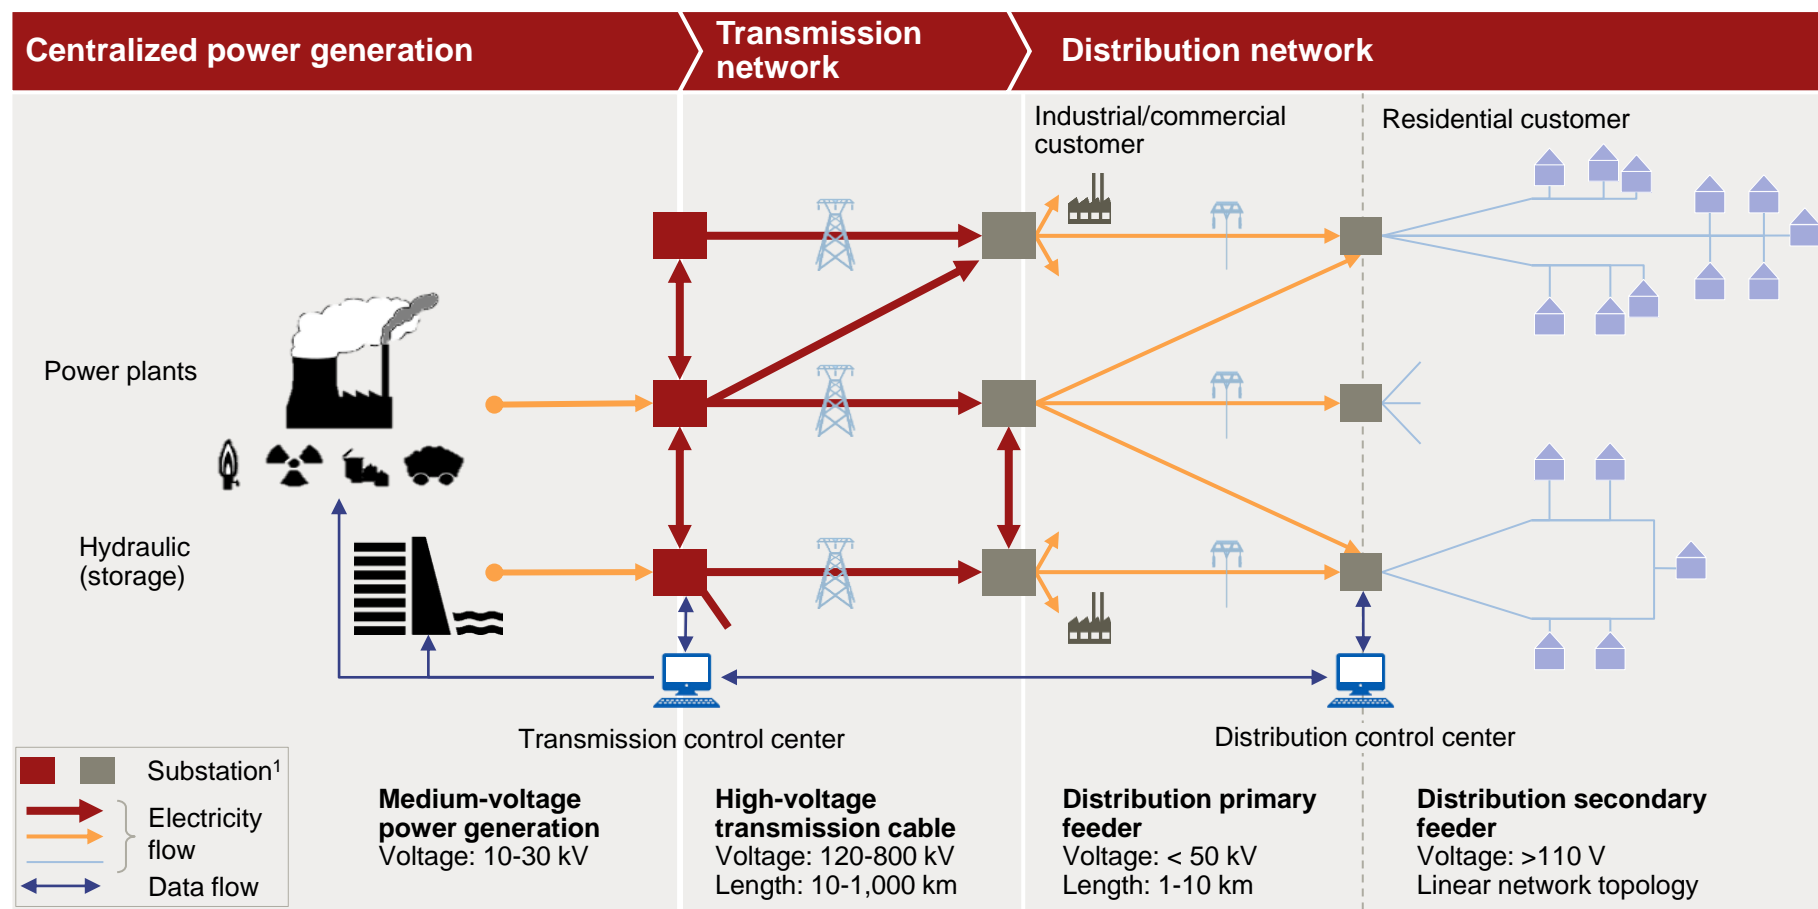 Centralized power generation
Transmission
network
Distribution network
Industrial/commercial
customer
Residential customer
Power plants
Hydraulic
(storage)
Transmission control center
Distribution control center
Substation¹
Electricity
flow
Data flow
Medium-voltage
power generation
Voltage: 10-30 kV
High-voltage
transmission cable
Voltage: 120-800 kV
Length: 10-1,000 km
Distribution primary
feeder
Voltage: < 50 kV
Length: 1-10 km
Distribution secondary
feeder
Voltage: >110 V
Linear network topology